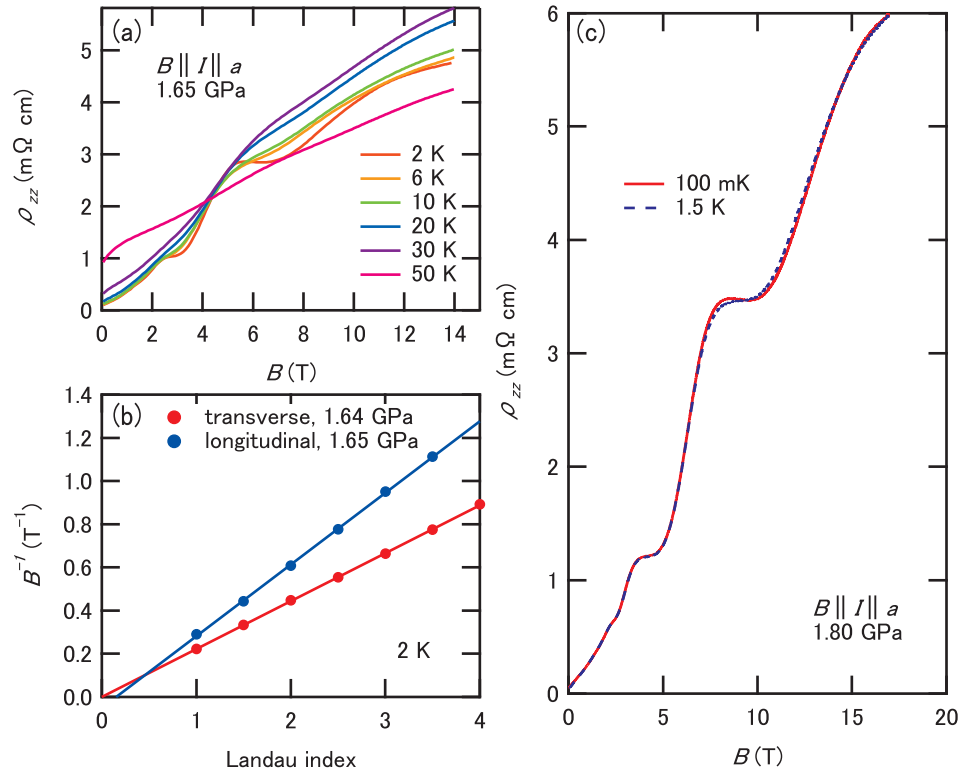 (a)
B || I || a
1.65 GPa
2 K
6 K
10 K
20 K
30 K
50 K
5
4
3
2
1
0
ρzz (mΩ cm)
0 2 4 6 8 10 12 14
B (T)
(b)
transverse, 1.64 GPa
longitudinal, 1.65 GPa
1.4
1.2
1.0
0.8
0.6
0.4
0.2
0.0
B⁻¹ (T⁻¹)
2 K
0 1 2 3 4
Landau index
(c)
100 mK
1.5 K
6
5
4
3
2
1
0
ρzz (mΩ cm)
B || I || a
1.80 GPa
0 5 10 15 20
B (T)